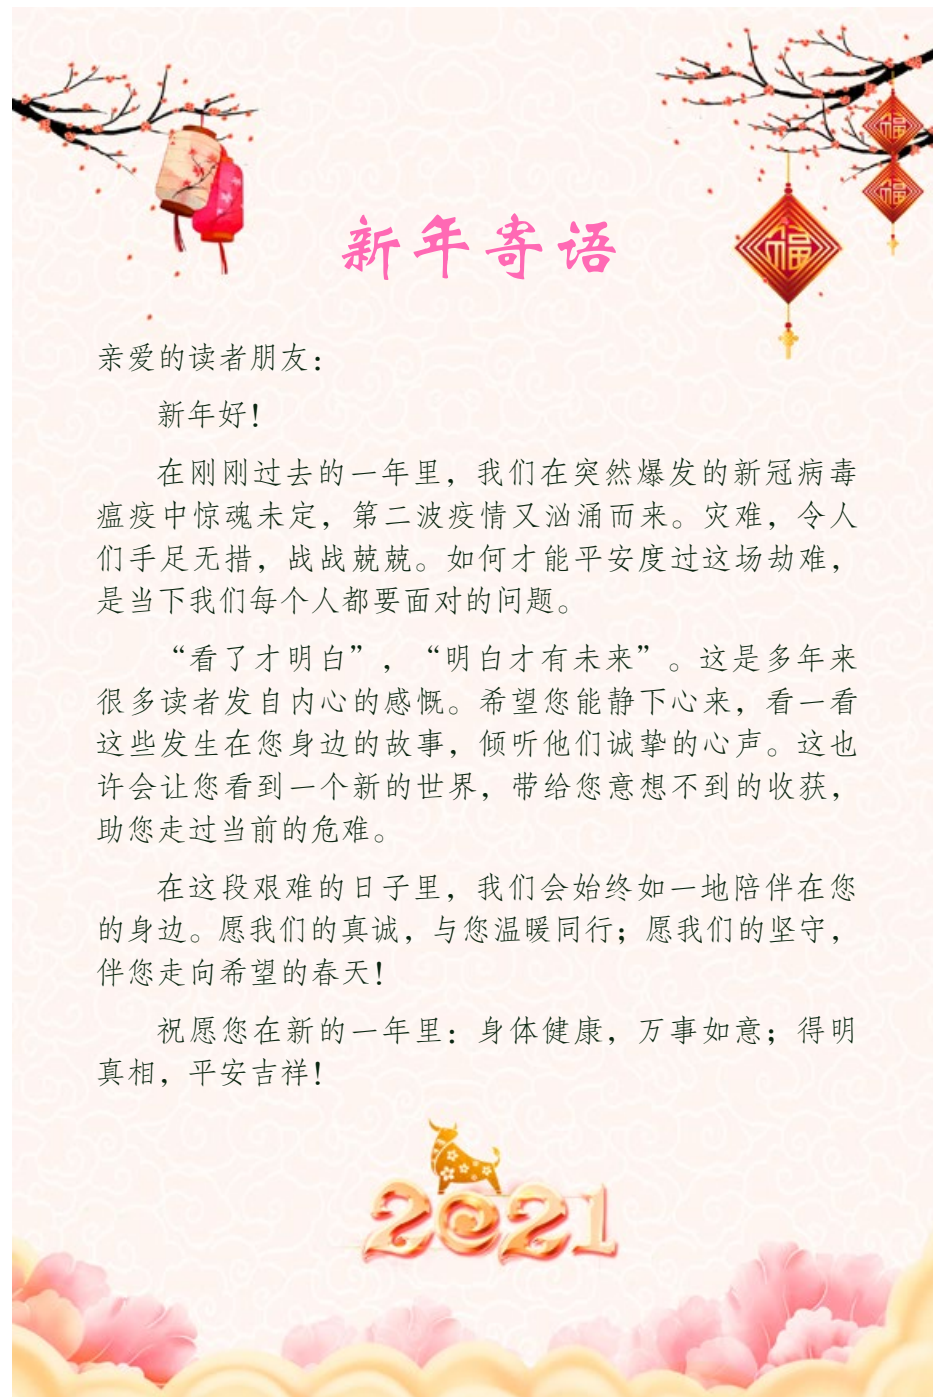 福
福
福
新年寄语
亲爱的读者朋友：
新年好！
在刚刚过去的一年里，我们在突然爆发的新冠病毒
瘟疫中惊魂未定，第二波疫情又汹涌而来。灾难，令人
们手足无措，战战兢兢。如何才能平安度过这场劫难，
是当下我们每个人都要面对的问题。
“看了才明白”，“明白才有未来”。这是多年来
很多读者发自内心的感慨。希望您能静下心来，看一看
这些发生在您身边的故事，倾听他们诚挚的心声。这也
许会让您看到一个新的世界，带给您意想不到的收获，
助您走过当前的危难。
在这段艰难的日子里，我们会始终如一地陪伴在您
的身边。愿我们的真诚，与您温暖同行；愿我们的坚守，
伴您走向希望的春天！
祝愿您在新的一年里：身体健康，万事如意；得明
真相，平安吉祥！
2021